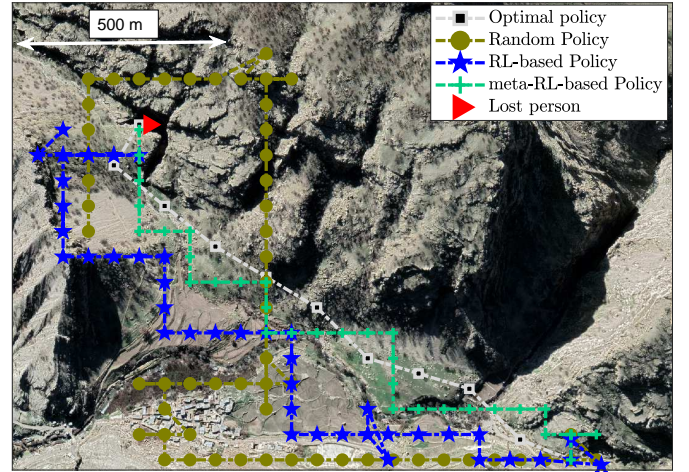 500 m
Optimal policy
Random Policy
RL-based Policy
meta-RL-based Policy
Lost person